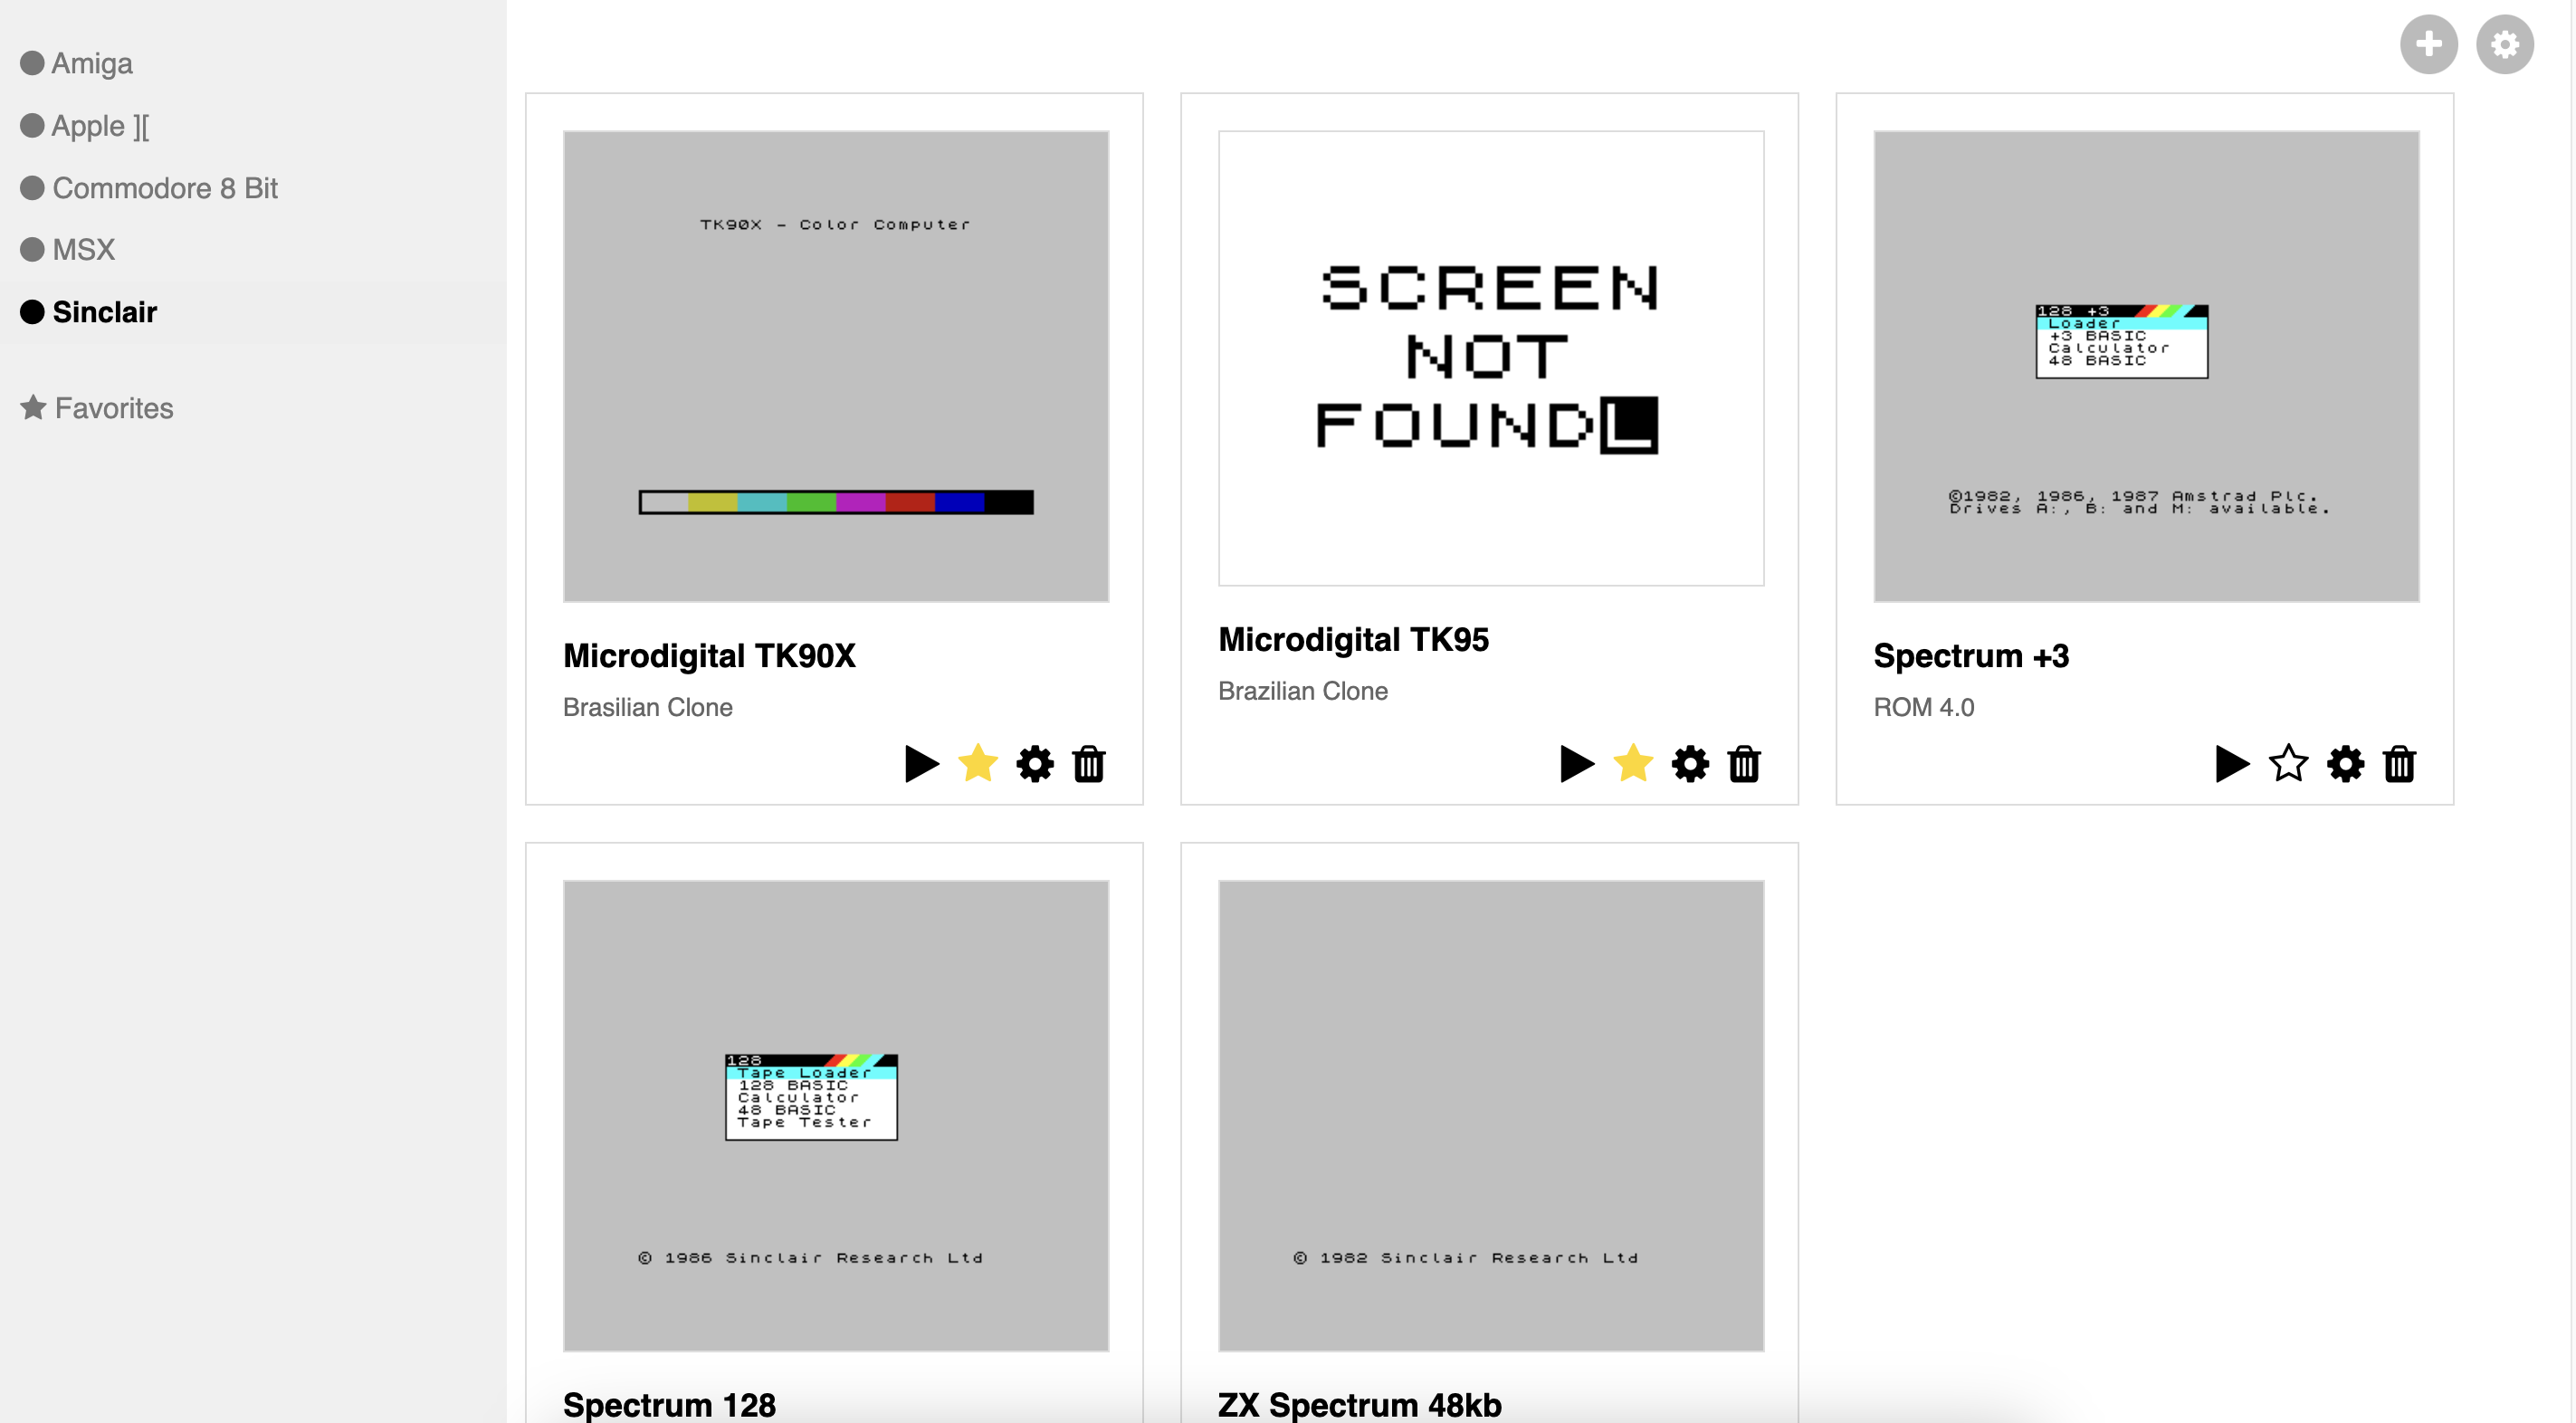 Amiga
Apple ][
Commodore 8 Bit
MSX
Sinclair
Favorites
TK90X - Color Computer
Microdigital TK90X
Brasilian Clone
SCREEN
NOT
FOUNDL
Microdigital TK95
Brazilian Clone
128 +3
Loader
+3 BASIC
Calculator
48 BASIC
©1982, 1986, 1987 Amstrad Plc.
Drives A:, B: and M: available.
Spectrum +3
ROM 4.0
128
Tape Loader
128 BASIC
Calculator
48 BASIC
Tape Tester
© 1986 Sinclair Research Ltd
Spectrum 128
© 1982 Sinclair Research Ltd
ZX Spectrum 48kb